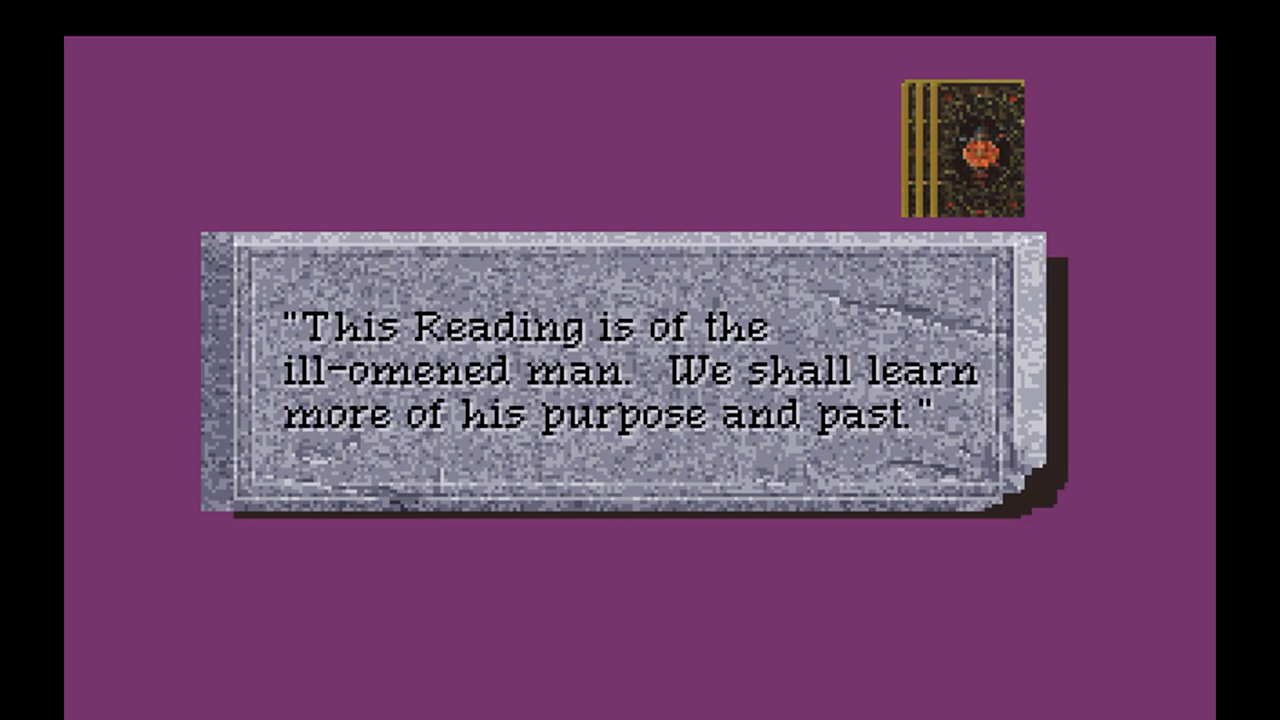 "This Reading is of the
ill-omened man.  We shall learn
more of his purpose and past."